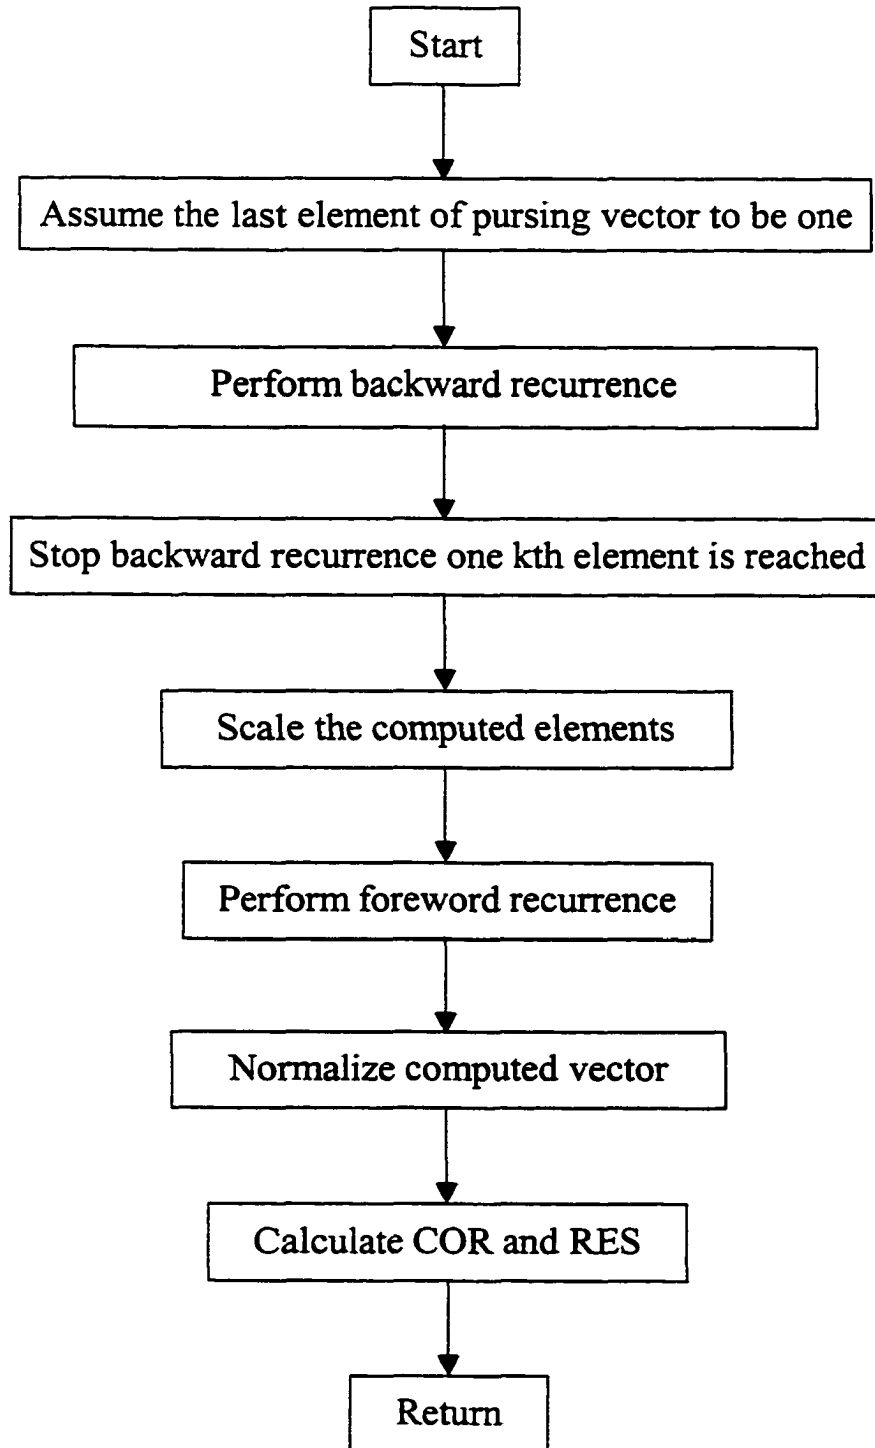 Start
Assume the last element of pursing vector to be one
Perform backward recurrence
Stop backward recurrence one kth element is reached
Scale the computed elements
Perform foreword recurrence
Normalize computed vector
Calculate COR and RES
Return